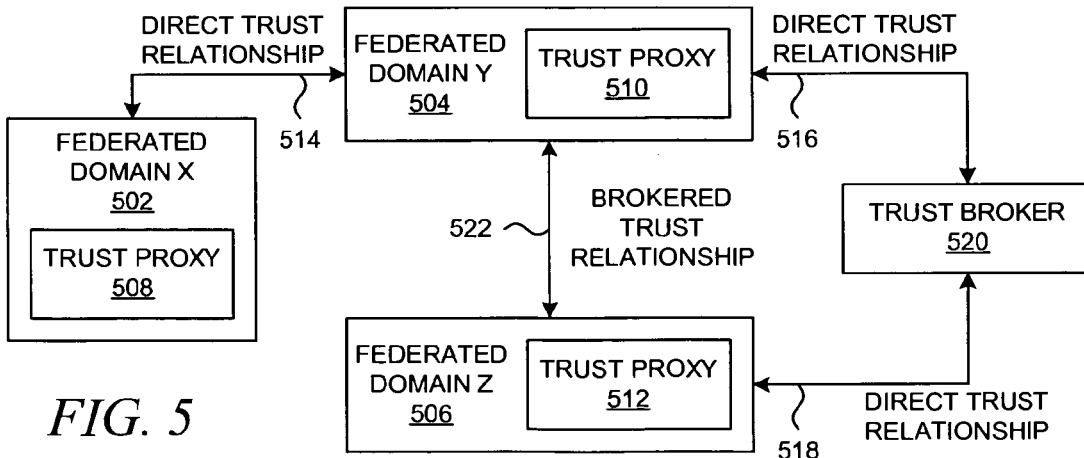 DIRECT TRUST
RELATIONSHIP
514
FEDERATED
DOMAIN X
502
TRUST PROXY
508
FEDERATED
DOMAIN Y
504
TRUST PROXY
510
DIRECT TRUST
RELATIONSHIP
516
522
BROKERED
TRUST
RELATIONSHIP
TRUST BROKER
520
FEDERATED
DOMAIN Z
506
TRUST PROXY
512
518
DIRECT TRUST
RELATIONSHIP
FIG. 5